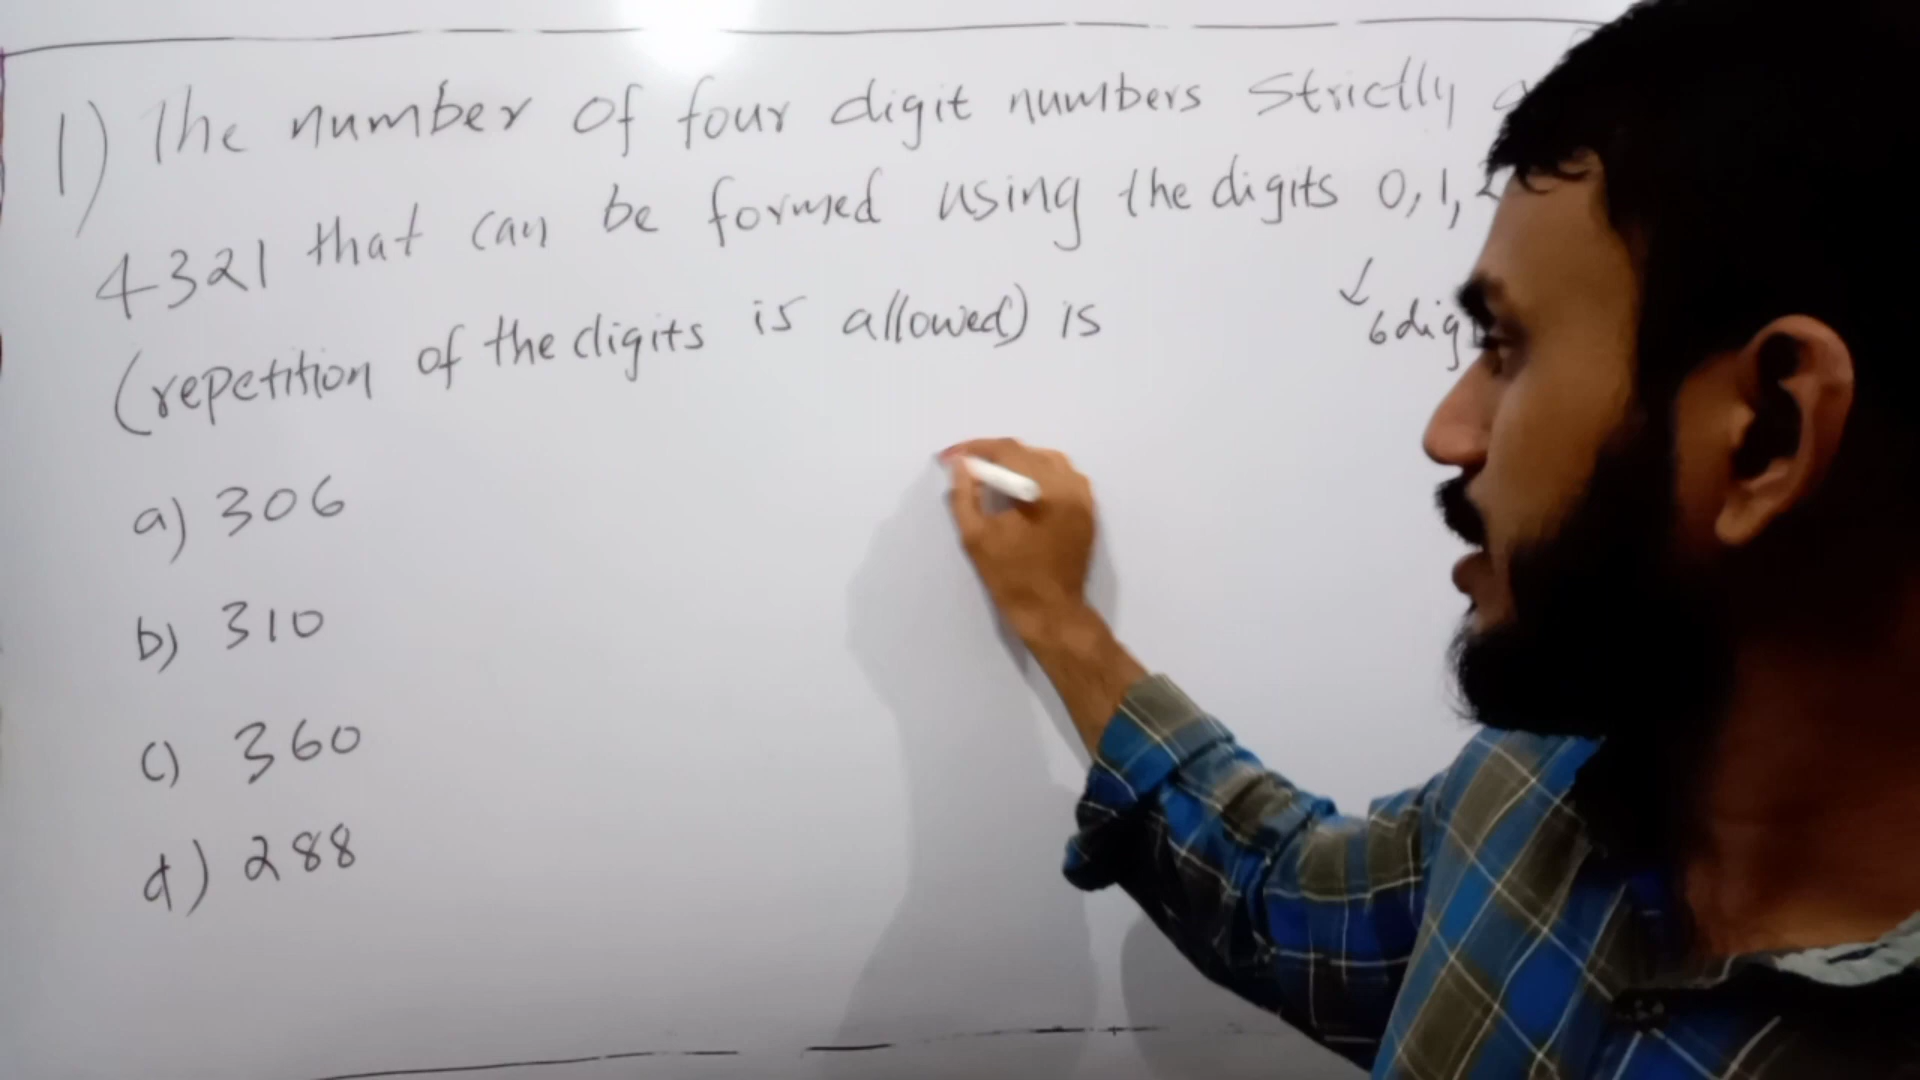 1) The number of four digit numbers strictly
4321 that can be formed using the digits 0, 1,
(repetition of the digits is allowed) is
6 dig
a) 306
b) 310
c) 360
d) 288